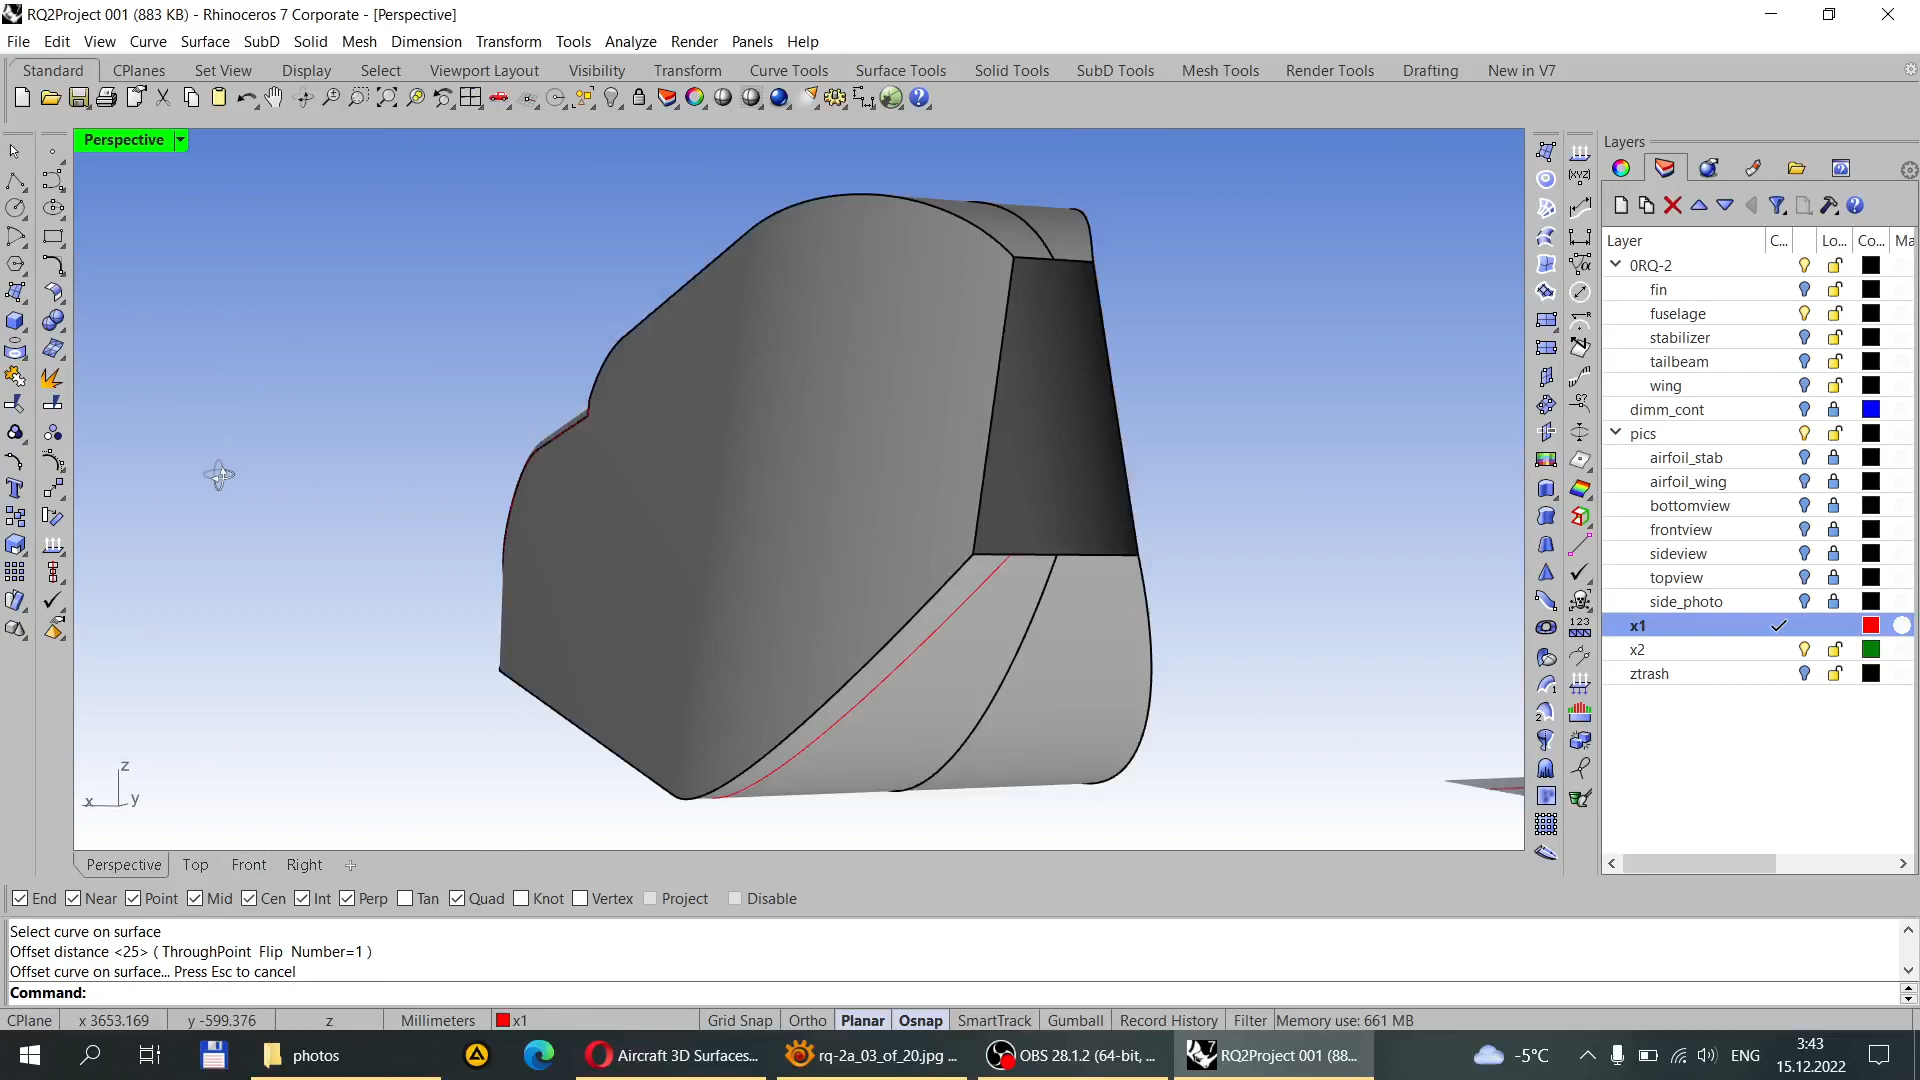 RQ2Project 001 (883 KB) - Rhinoceros 7 Corporate - [Perspective]
File Edit View Curve Surface SubD Solid Mesh Dimension Transform Tools Analyze Render Panels Help
Standard CPlanes Set View Display Select Viewport Layout Visibility Transform Curve Tools Surface Tools Solid Tools SubD Tools Mesh Tools Render Tools Drafting New in V7
Perspective
Layers
Layer C... Lo... Co... Ma
0RQ-2
fin
fuselage
stabilizer
tailbeam
wing
dimm_cont
pics
airfoil_stab
airfoil_wing
bottomview
frontview
sideview
topview
side_photo
x1
x2
ztrash
z
x y
Perspective Top Front Right
End Near Point Mid Cen Int Perp Tan Quad Knot Vertex Project Disable
Select curve on surface
Offset distance <25> ( ThroughPoint Flip Number=1 )
Offset curve on surface... Press Esc to cancel
Command:
CPlane x 3653.169 y -599.376 z Millimeters x1 Grid Snap Ortho Planar Osnap SmartTrack Gumball Record History Filter Memory use: 661 MB
photos Aircraft 3D Surfaces... rq-2a_03_of_20.jpg ... OBS 28.1.2 (64-bit, ... RQ2Project 001 (88... -5°C ENG 3:43
15.12.2022